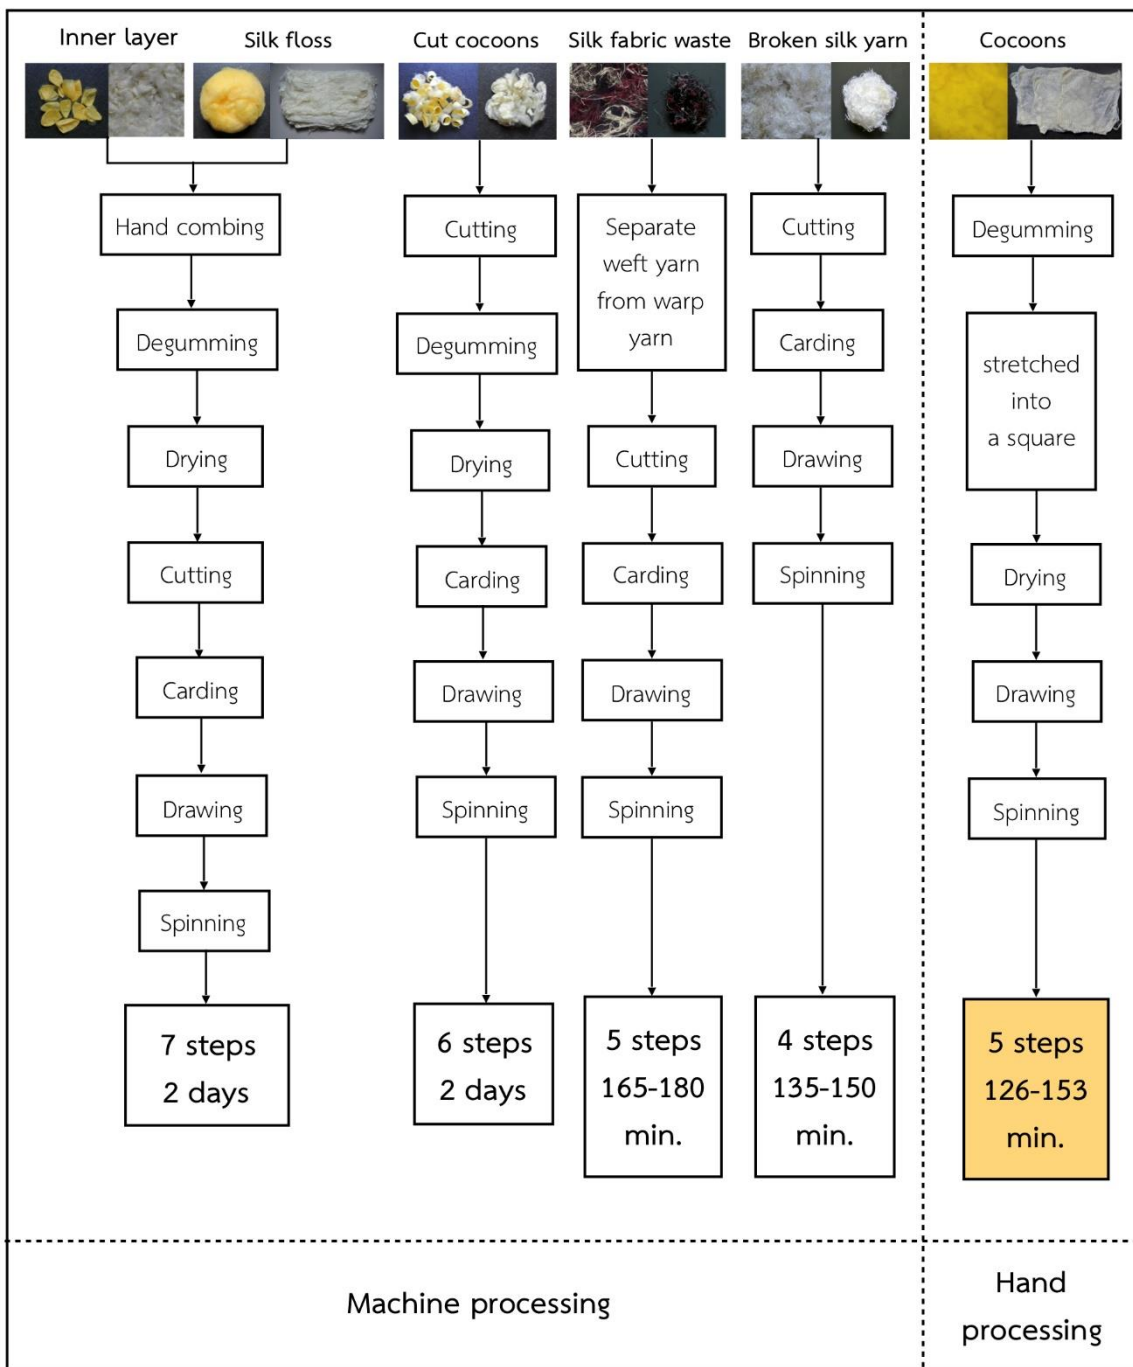 Inner layer
Silk floss
Cut cocoons
Silk fabric waste
Broken silk yarn
Cocoons
Hand combing
Degumming
Drying
Cutting
Carding
Drawing
Spinning
7 steps
2 days
Cutting
Degumming
Drying
Carding
Drawing
Spinning
6 steps
2 days
Separate
weft yarn
from warp
yarn
Cutting
Carding
Drawing
Spinning
5 steps
165-180
min.
Cutting
Carding
Drawing
Spinning
4 steps
135-150
min.
Degumming
stretched
into
a square
Drying
Drawing
Spinning
5 steps
126-153
min.
Machine processing
Hand
processing